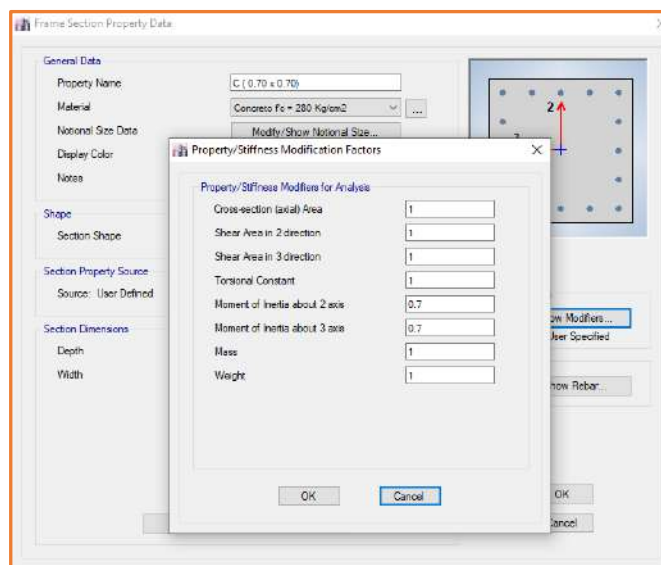 Frame Section Property Data
General Data
Property Name C ( 0.70 x 0.70)
Material Concreto f'c = 280 Kg/cm2 ...
Notional Size Data Modify/Show Notional Size...
Display Color
Notes
2
3
Shape
Section Shape
Section Property Source
Source: User Defined
Section Dimensions
Depth
Width
Property/Stiffness Modification Factors
Property/Stiffness Modifiers for Analysis
Cross-section (axial) Area 1
Shear Area in 2 direction 1
Shear Area in 3 direction 1
Torsional Constant 1
Moment of Inertia about 2 axis 0.7
Moment of Inertia about 3 axis 0.7
Mass 1
Weight 1
OK Cancel
Modifiers...
User Specified
Rebar...
OK
Cancel